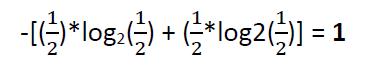 -[(1/2)*log₂(1/2) + (1/2*log2(1/2)] = 1